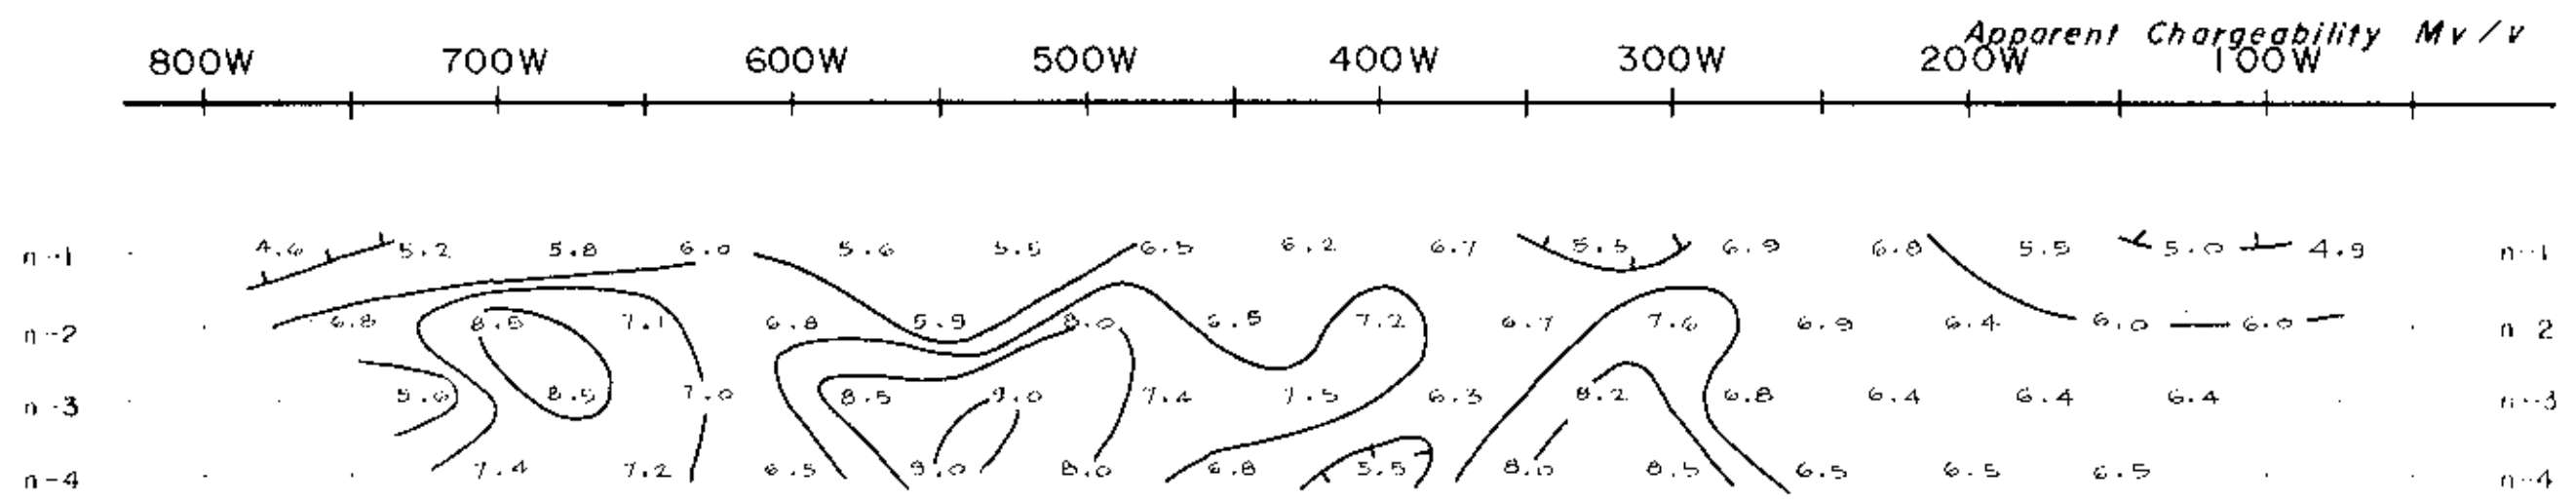 Apparent Chargeability Mv/v
800W 700W 600W 500W 400W 300W 200W 100W
n-1 4.6 5.2 5.8 6.0 5.6 5.5 6.5 6.2 6.7 5.5 6.9 6.8 5.5 5.0 4.9 n-1
n-2 6.8 8.5 7.1 6.8 5.9 8.0 6.5 7.2 6.7 7.6 6.9 6.4 6.0 6.0 n-2
n-3 5.6 8.5 7.0 8.5 9.0 7.4 7.5 6.3 8.2 6.8 6.4 6.4 6.4 n-3
n-4 7.4 7.2 6.5 9.0 8.0 6.8 5.5 8.0 8.5 6.5 6.5 6.5 n-4